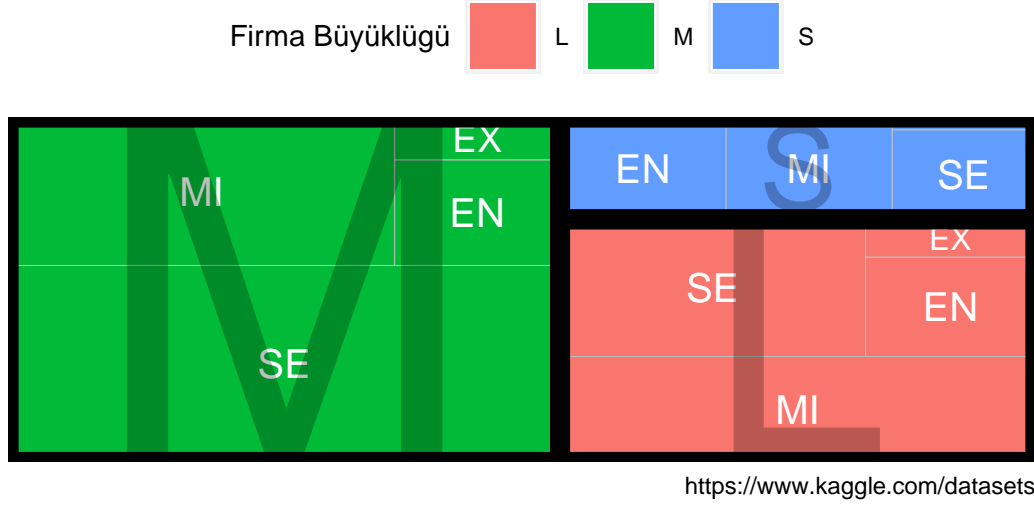 Firma Büyüklügü L M S
M
MI
EX
EN
SE
S
EN MI SE
L
SE
EX
EN
MI
https://www.kaggle.com/datasets